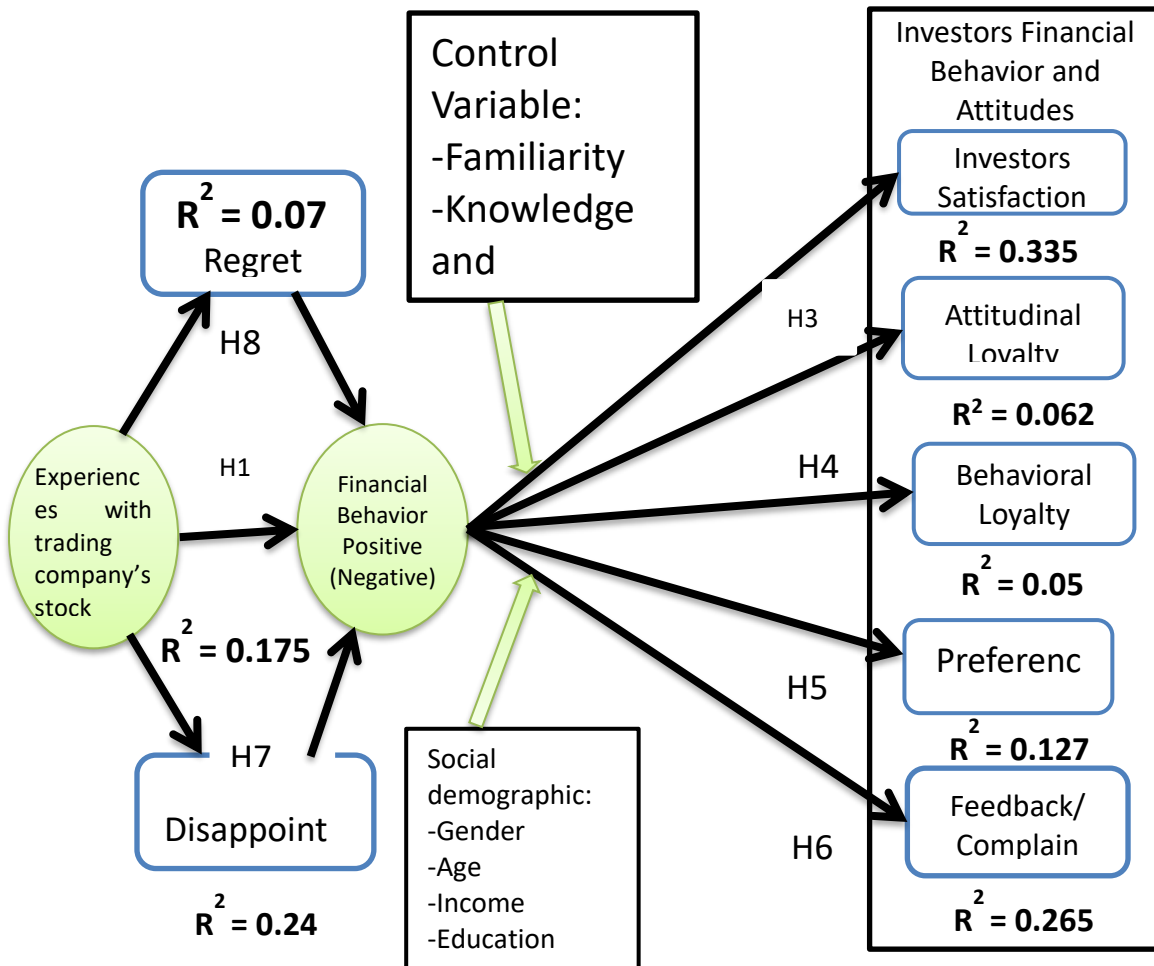 Control
Variable:
-Familiarity
-Knowledge
and
Investors Financial
Behavior and
Attitudes
Investors
Satisfaction
R² = 0.335
R² = 0.07
Regret
H8
H3
Attitudinal
Loyalty
R² = 0.062
H1
Experienc
es with
trading
company's
stock
Financial
Behavior
Positive
(Negative)
H4
Behavioral
Loyalty
R² = 0.05
R² = 0.175
H5
Preferenc
R² = 0.127
H7
Disappoint
R² = 0.24
Social
demographic:
-Gender
-Age
-Income
-Education
H6
Feedback/
Complain
R² = 0.265